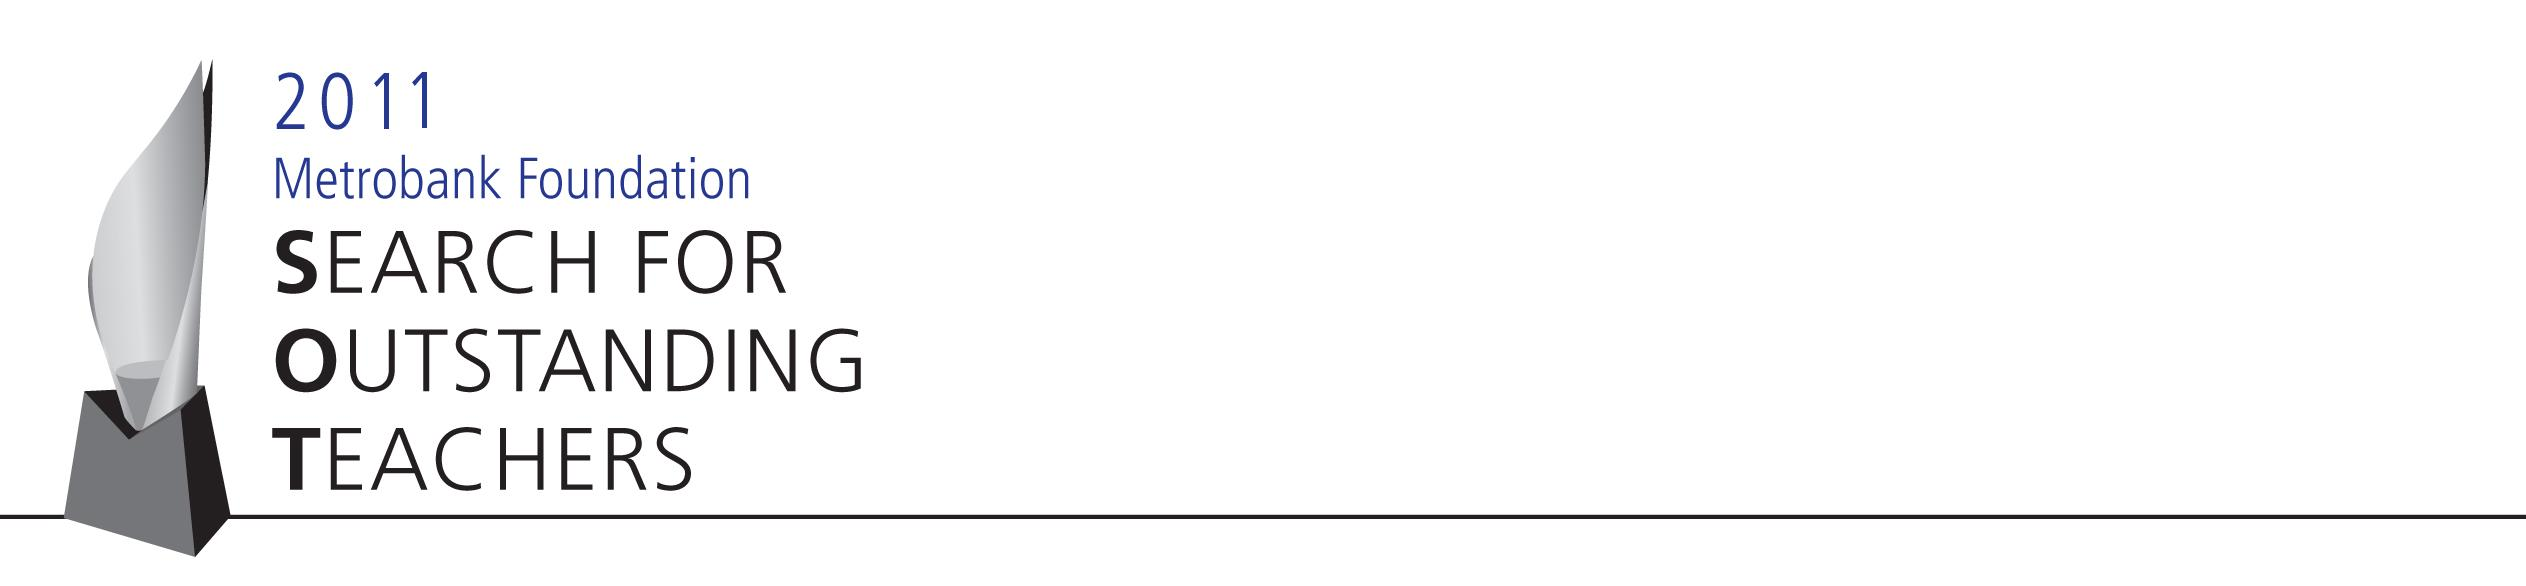 2011
Metrobank Foundation
SEARCH FOR
OUTSTANDING
TEACHERS